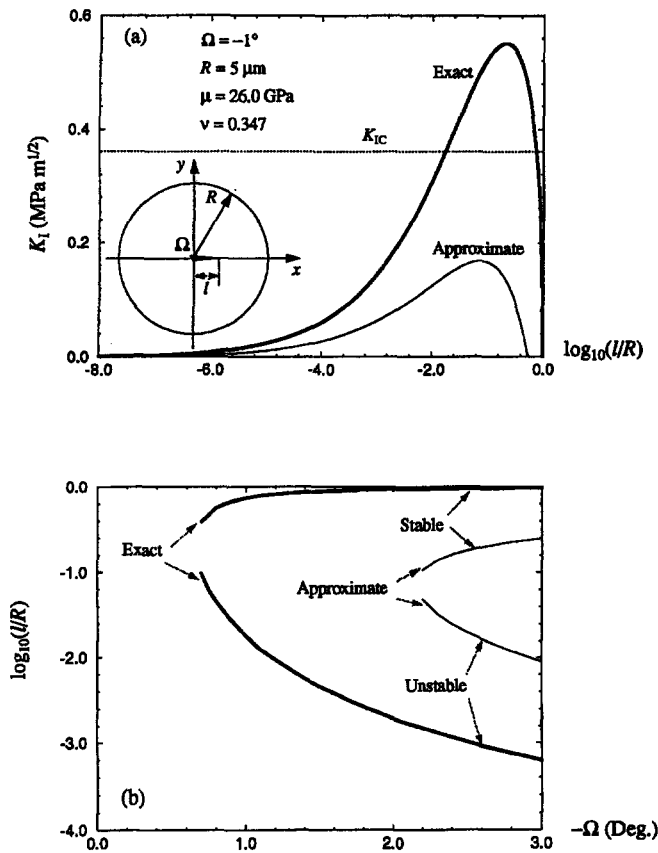 (a)
Ω = −1°
R = 5 μm
μ = 26.0 GPa
ν = 0.347
0.6
0.4
0.2
0.0
K_I (MPa m^1/2)
Exact
K_IC
Approximate
y
R
Ω
l
x
-8.0 -6.0 -4.0 -2.0 0.0
log₁₀(l/R)
0.0
-1.0
-2.0
-3.0
-4.0
log₁₀(l/R)
Exact
Stable
Approximate
Unstable
(b)
0.0 1.0 2.0 3.0
−Ω (Deg.)